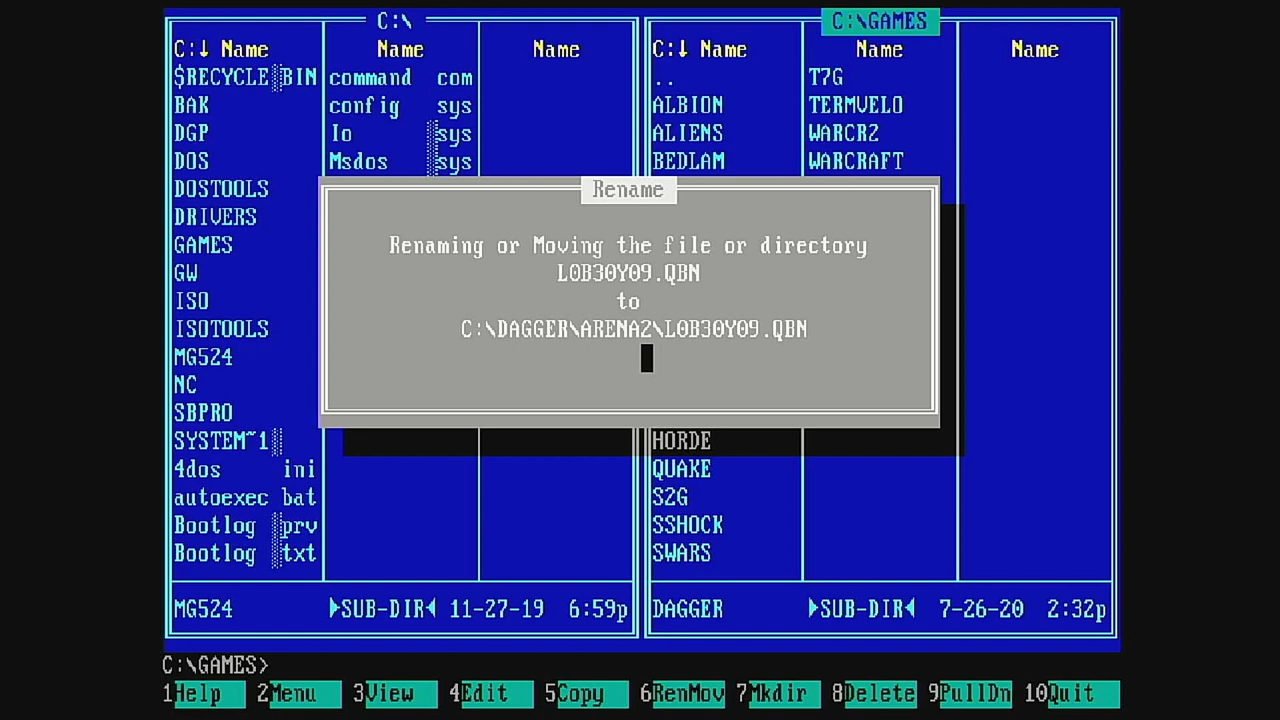 C:\ C:\GAMES
C:↓ Name Name Name C:↓ Name Name Name
$RECYCLE░BIN command com .. T7G
BAK config sys ALBION TERMVELO
DGP Io ░sys ALIENS WARCR2
DOS Msdos ░sys BEDLAM WARCRAFT
DOSTOOLS Rename
DRIVERS
GAMES Renaming or Moving the file or directory
GW L0B30Y09.QBN
ISO to
ISOTOOLS C:\DAGGER\ARENA2\L0B30Y09.QBN
MG524
NC
SBPRO
SYSTEM~1░ HORDE
4dos ini QUAKE
autoexec bat S2G
Bootlog ░prv SSHOCK
Bootlog ░txt SWARS
MG524 ►SUB-DIR◄ 11-27-19 6:59p DAGGER ►SUB-DIR◄ 7-26-20 2:32p
C:\GAMES>
1Help 2Menu 3View 4Edit 5Copy 6RenMov 7Mkdir 8Delete 9PullDn 10Quit